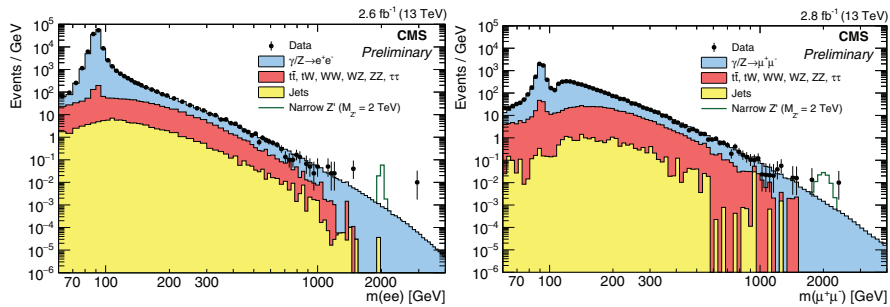 2.6 fb⁻¹ (13 TeV)
Events / GeV
10⁵
10⁴
10³
10²
10
1
10⁻¹
10⁻²
10⁻³
10⁻⁴
10⁻⁵
10⁻⁶
CMS
Preliminary
Data
γ/Z→e⁺e⁻
tt̄, tW, WW, WZ, ZZ, ττ
Jets
Narrow Z' (M_Z' = 2 TeV)
70 100 200 300 1000 2000
m(ee) [GeV]
2.8 fb⁻¹ (13 TeV)
Events / GeV
10⁵
10⁴
10³
10²
10
1
10⁻¹
10⁻²
10⁻³
10⁻⁴
10⁻⁵
10⁻⁶
CMS
Preliminary
Data
γ/Z→μ⁺μ⁻
tt̄, tW, WW, WZ, ZZ, ττ
Jets
Narrow Z' (M_Z' = 2 TeV)
70 100 200 300 1000 2000
m(μ⁺μ⁻) [GeV]